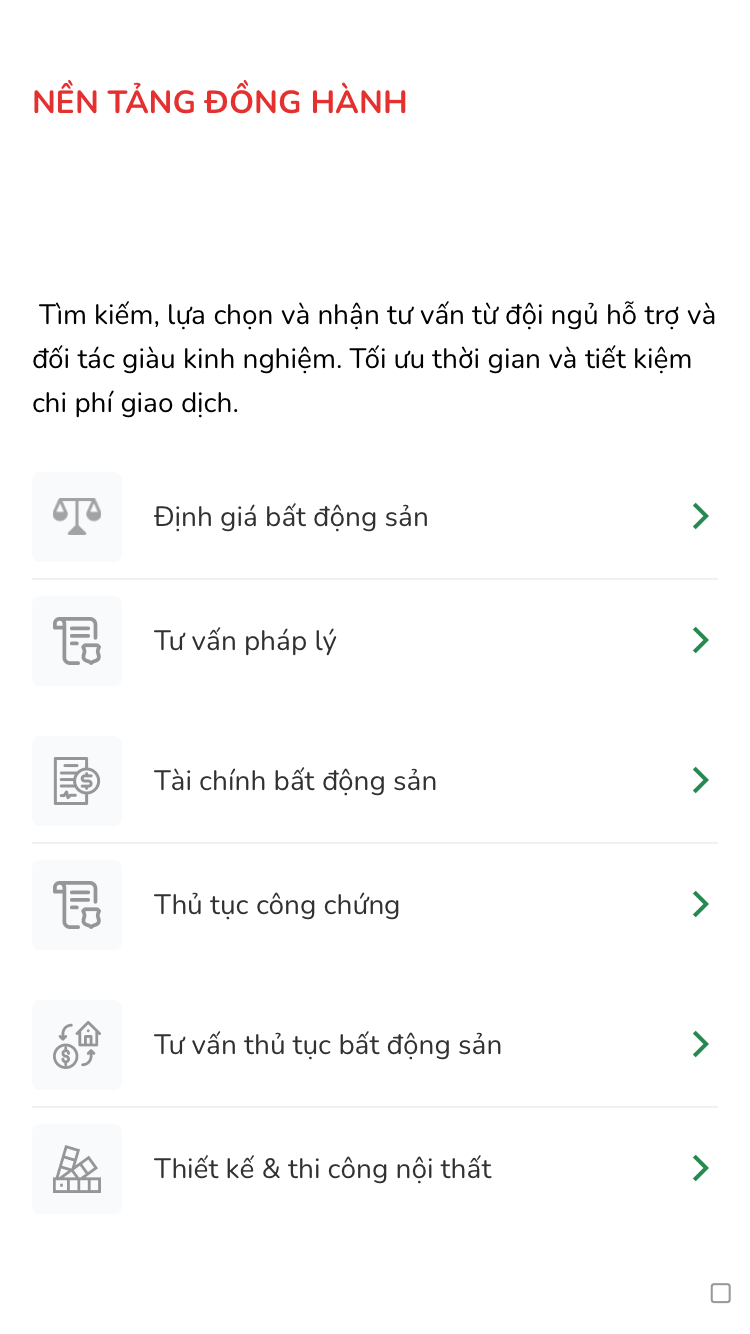 NỀN TẢNG ĐỒNG HÀNH
Tìm kiếm, lựa chọn và nhận tư vấn từ đội ngủ hỗ trợ và
đối tác giàu kinh nghiệm. Tối ưu thời gian và tiết kiệm
chi phí giao dịch.
Định giá bất động sản
Tư vấn pháp lý
Tài chính bất động sản
Thủ tục công chứng
Tư vấn thủ tục bất động sản
Thiết kế & thi công nội thất